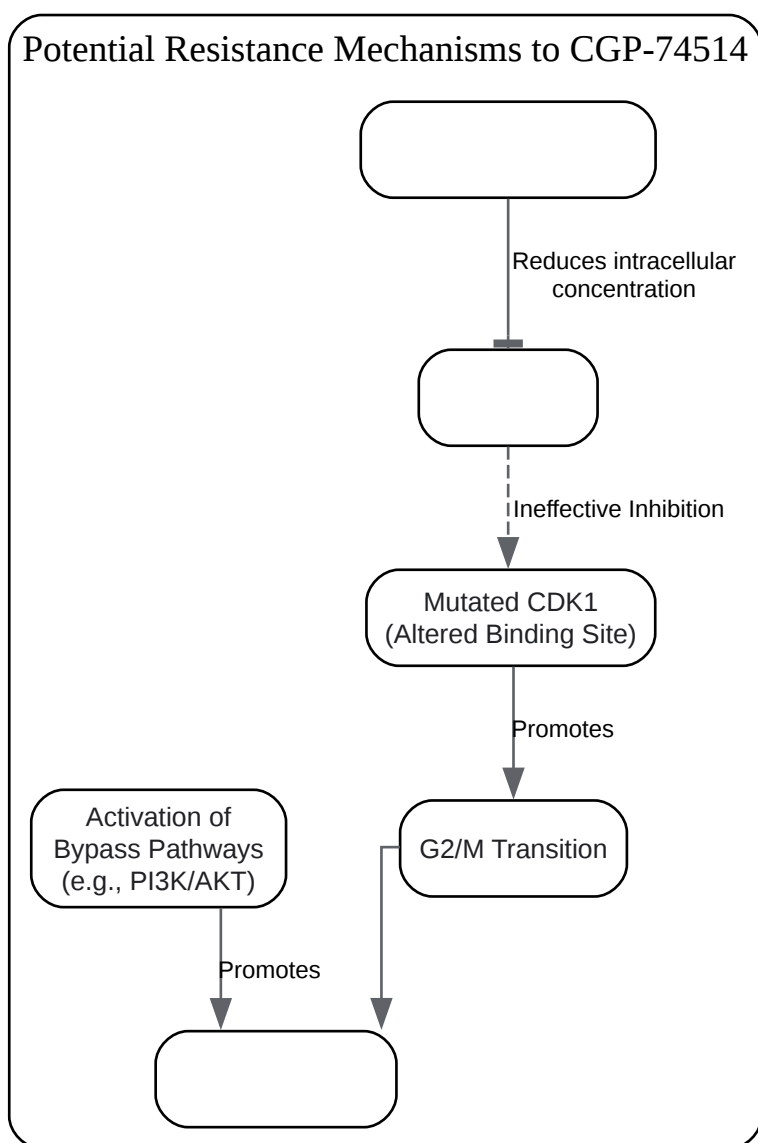 Potential Resistance Mechanisms to CGP-74514
Reduces intracellular
concentration
Ineffective Inhibition
Mutated CDK1
(Altered Binding Site)
Promotes
Activation of
Bypass Pathways
(e.g., PI3K/AKT)
G2/M Transition
Promotes